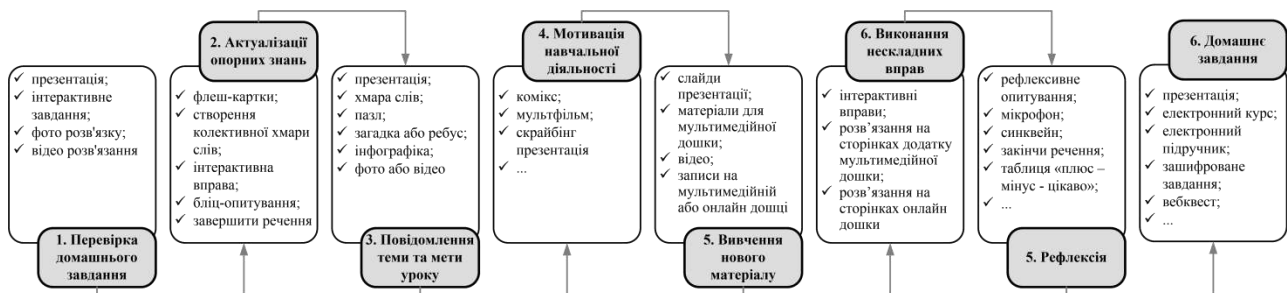 ✓ презентація;
✓ інтерактивне
завдання;
✓ фото розв'язку;
✓ відео розв'язання
1. Перевірка
домашнього
завдання
2. Актуалізації
опорних знань
✓ флеш-картки;
✓ створення
колективної хмари
слів;
✓ інтерактивна
вправа;
✓ бліц-опитування;
✓ завершити речення
✓ презентація;
✓ хмара слів;
✓ пазл;
✓ загадка або ребус;
✓ інфографіка;
✓ фото або відео
3. Повідомлення
теми та мети
уроку
4. Мотивація
навчальної
діяльності
✓ комікс;
✓ мультфільм;
✓ скрайбінг
презентація
✓ ...
✓ слайди
презентації;
✓ матеріали для
мультимедійної
дошки;
✓ відео;
✓ записи на
мультимедійній
або онлайн дошці
5. Вивчення
нового
матеріалу
6. Виконання
нескладних
вправ
✓ інтерактивні
вправи;
✓ розв’язання на
сторінках додатку
мультимедійної
дошки;
✓ розв’язання на
сторінках онлайн
дошки
✓ рефлексивне
опитування;
✓ мікрофон;
✓ синквейн;
✓ закінчи речення;
✓ таблиця «плюс –
мінус - цікаво»;
✓ ...
5. Рефлексія
6. Домашнє
завдання
✓ презентація;
✓ електронний курс;
✓ електронний
підручник;
✓ зашифроване
завдання;
✓ вебквест;
✓ ...